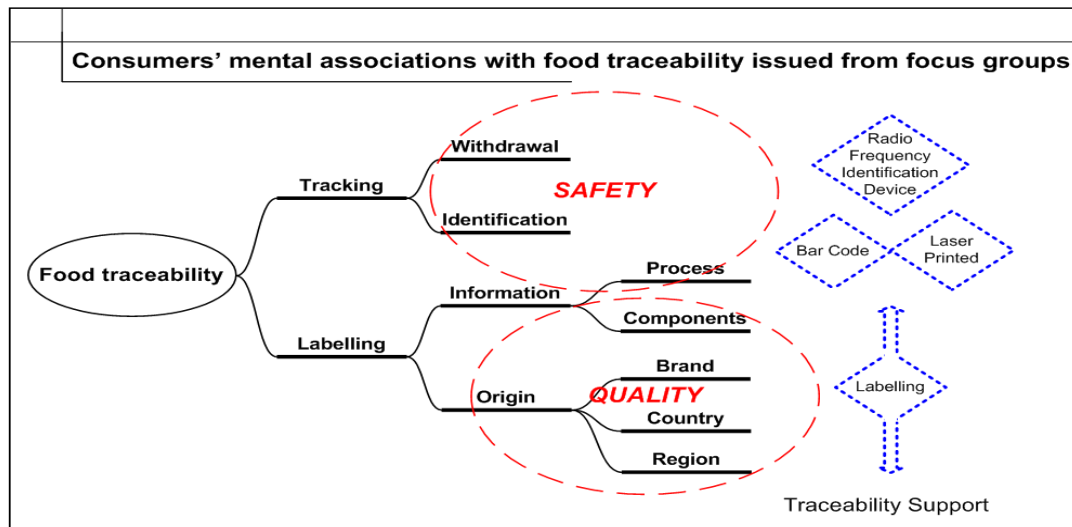 Consumers’ mental associations with food traceability issued from focus groups
Withdrawal
SAFETY
Tracking
Identification
Food traceability
Information
Process
Components
Labelling
Brand
QUALITY
Origin
Country
Region
Radio
Frequency
Identification
Device
Bar Code
Laser
Printed
Labelling
Traceability Support